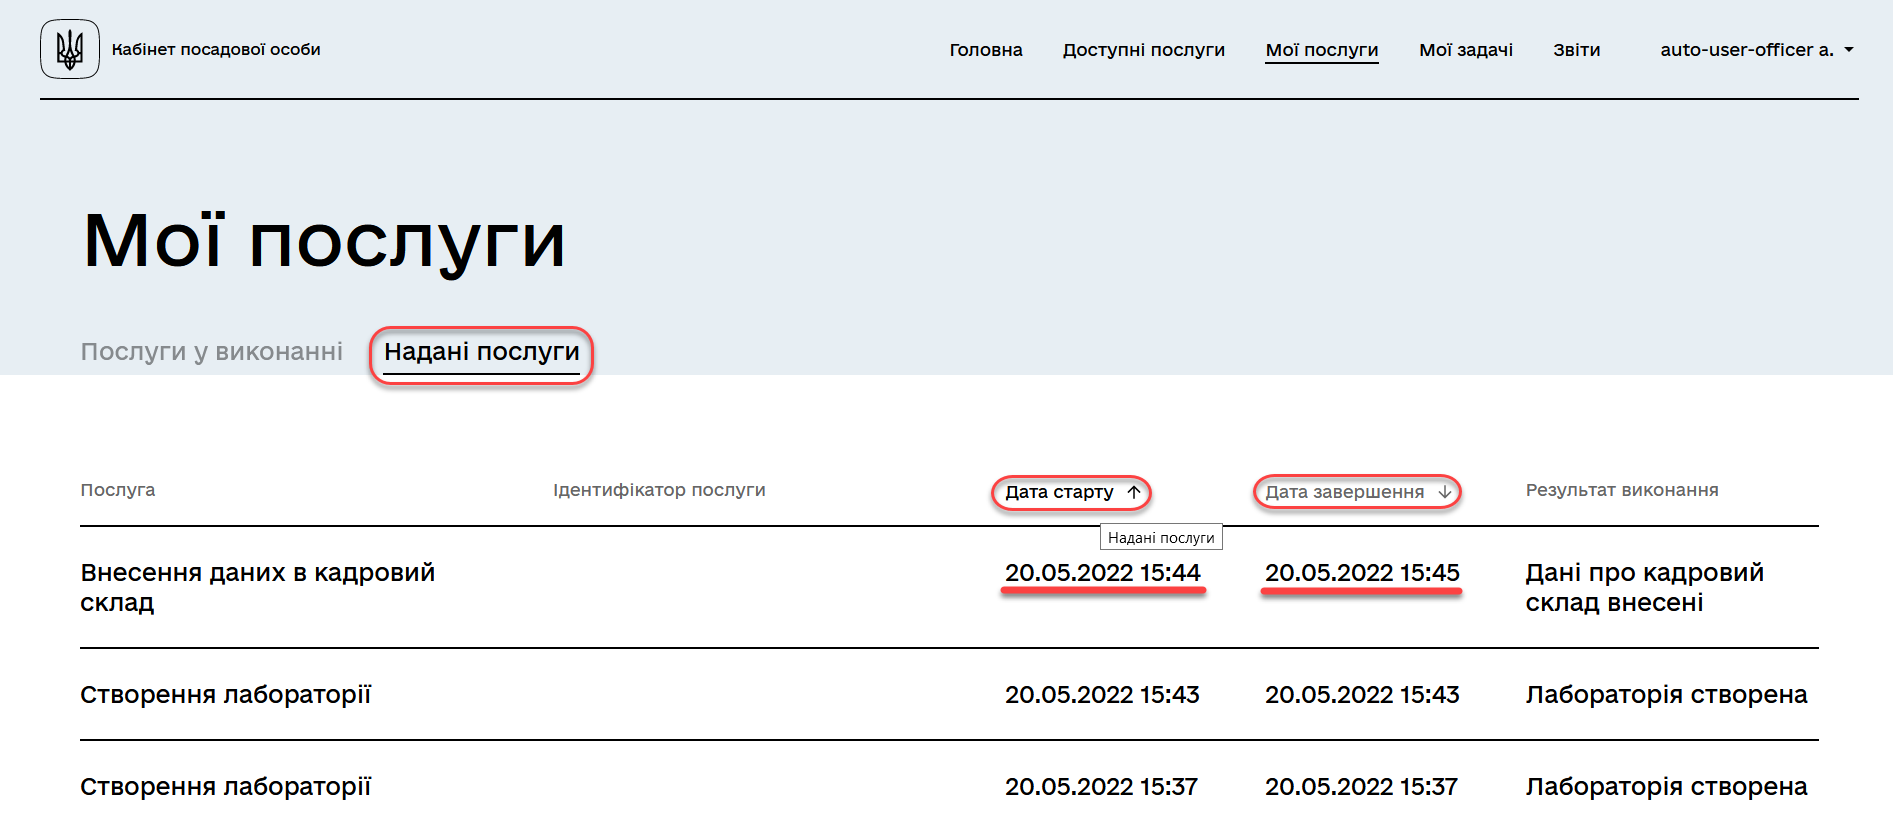 Кабінет посадової особи
Головна Доступні послуги Мої послуги Мої задачі Звіти auto-user-officer a.
Мої послуги
Послуги у виконанні Надані послуги
Послуга Ідентифікатор послуги Дата старту ↑ Дата завершення ↓ Результат виконання
Надані послуги
Внесення даних в кадровий 20.05.2022 15:44 20.05.2022 15:45 Дані про кадровий
склад склад внесені
Створення лабораторії 20.05.2022 15:43 20.05.2022 15:43 Лабораторія створена
Створення лабораторії 20.05.2022 15:37 20.05.2022 15:37 Лабораторія створена